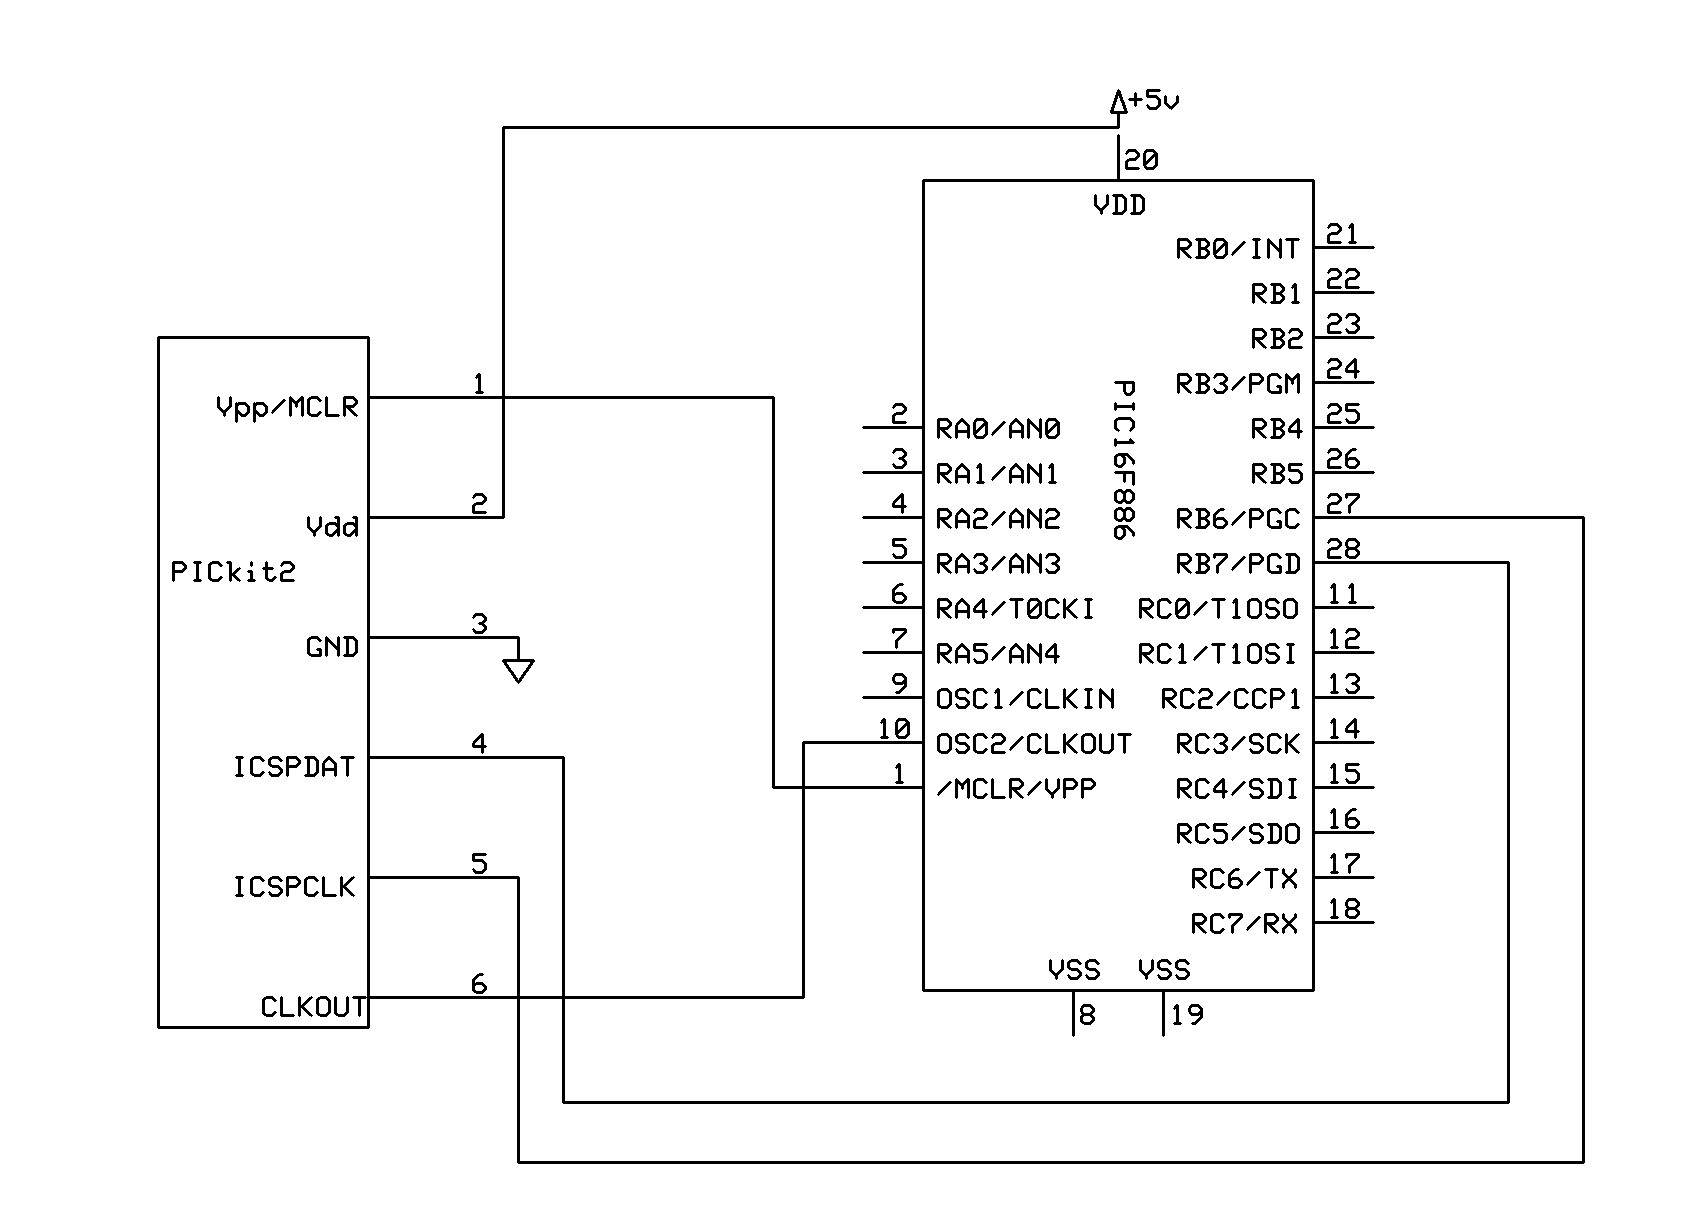 +5v
20
VDD
21
RB0/INT
22
RB1
23
RB2
24
RB3/PGM
25
RB4
26
RB5
27
RB6/PGC
28
RB7/PGD
11
RC0/T1OSO
12
RC1/T1OSI
13
RC2/CCP1
14
RC3/SCK
15
RC4/SDI
16
RC5/SDO
17
RC6/TX
18
RC7/RX
PIC16F886
2
RA0/AN0
3
RA1/AN1
4
RA2/AN2
5
RA3/AN3
6
RA4/T0CKI
7
RA5/AN4
9
OSC1/CLKIN
10
OSC2/CLKOUT
1
/MCLR/VPP
VSS VSS
8 19
1
Vpp/MCLR
2
Vdd
PICkit2
3
GND
4
ICSPDAT
5
ICSPCLK
6
CLKOUT